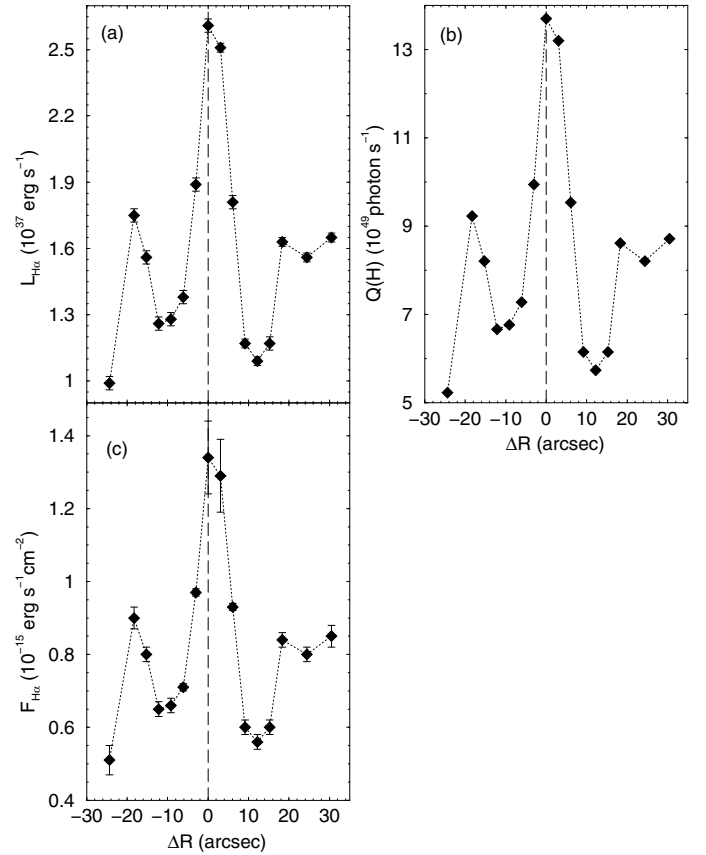 (a)
2.5
2.2
1.9
1.6
1.3
1
L_Hα (10^37 erg s^−1)
(b)
13
11
9
7
5
Q(H) (10^49 photon s^−1)
−30 −20 −10 0 10 20 30
ΔR (arcsec)
(c)
1.4
1.2
1
0.8
0.6
0.4
F_Hα (10^−15 erg s^−1 cm^−2)
−30 −20 −10 0 10 20 30
ΔR (arcsec)